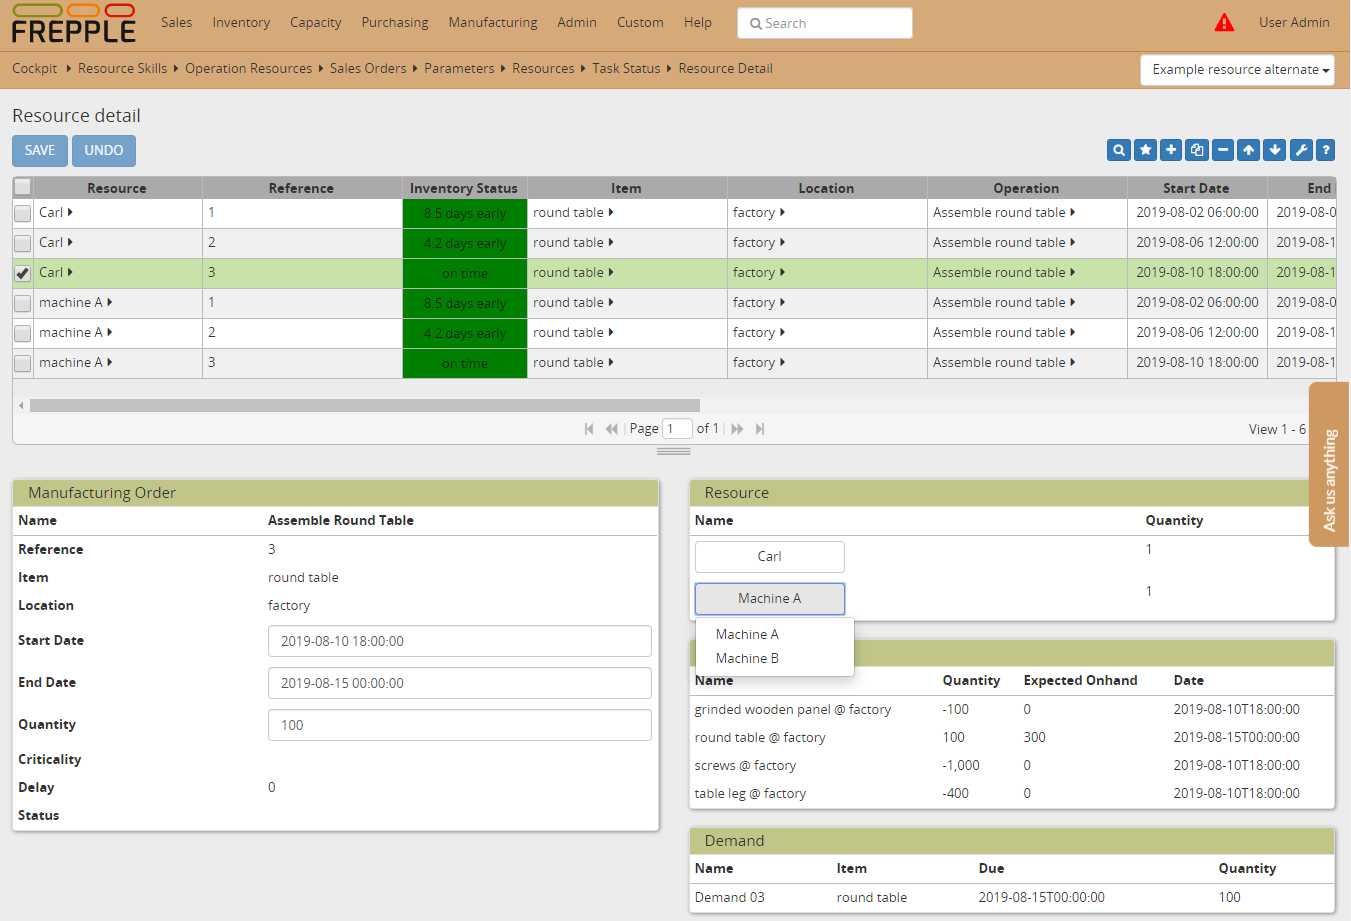 FREPPLE Sales Inventory Capacity Purchasing Manufacturing Admin Custom Help Search User Admin
Cockpit Resource Skills Operation Resources Sales Orders Parameters Resources Task Status Resource Detail Example resource alternate
Resource detail
SAVE UNDO ?
Resource Reference Inventory Status Item Location Operation Start Date End
Carl 1 8.5 days early round table factory Assemble round table 2019-08-02 06:00:00 2019-08-0
Carl 2 4.2 days early round table factory Assemble round table 2019-08-06 12:00:00 2019-08-1
Carl 3 on time round table factory Assemble round table 2019-08-10 18:00:00 2019-08-1
machine A 1 8.5 days early round table factory Assemble round table 2019-08-02 06:00:00 2019-08-0
machine A 2 4.2 days early round table factory Assemble round table 2019-08-06 12:00:00 2019-08-1
machine A 3 on time round table factory Assemble round table 2019-08-10 18:00:00 2019-08-1
Page 1 of 1 View 1 - 6
Ask us anything
Manufacturing Order
Name Assemble Round Table
Reference 3
Item round table
Location factory
Start Date 2019-08-10 18:00:00
End Date 2019-08-15 00:00:00
Quantity 100
Criticality
Delay 0
Status
Resource
Name Quantity
Carl 1
Machine A 1
Machine A
Machine B
Name Quantity Expected Onhand Date
grinded wooden panel @ factory -100 0 2019-08-10T18:00:00
round table @ factory 100 300 2019-08-15T00:00:00
screws @ factory -1,000 0 2019-08-10T18:00:00
table leg @ factory -400 0 2019-08-10T18:00:00
Demand
Name Item Due Quantity
Demand 03 round table 2019-08-15T00:00:00 100